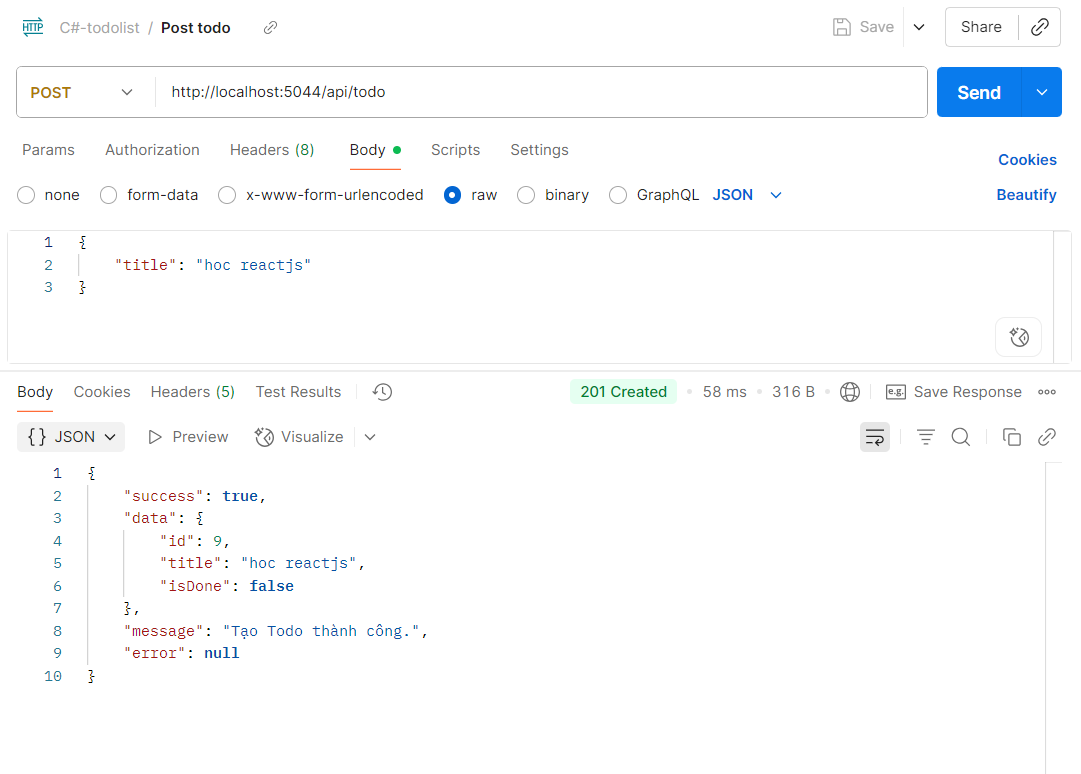 HTTP C#-todolist / Post todo Save Share
POST http://localhost:5044/api/todo Send
Params Authorization Headers (8) Body Scripts Settings Cookies
none form-data x-www-form-urlencoded raw binary GraphQL JSON Beautify
1 {
2 "title": "hoc reactjs"
3 }
Body Cookies Headers (5) Test Results 201 Created 58 ms 316 B e.g. Save Response
{} JSON Preview Visualize
1 {
2 "success": true,
3 "data": {
4 "id": 9,
5 "title": "hoc reactjs",
6 "isDone": false
7 },
8 "message": "Tạo Todo thành công.",
9 "error": null
10 }